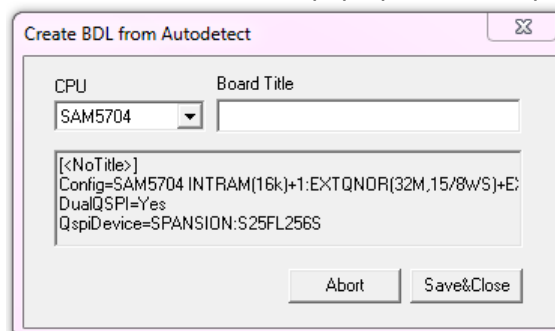 Create BDL from Autodetect
CPU Board Title
SAM5704
[<NoTitle>]
Config=SAM5704 INTRAM(16k)+1:EXTQNOR(32M,15/8WS)+E
DualQSPI=Yes
QspiDevice=SPANSION:S25FL256S
Abort Save&Close